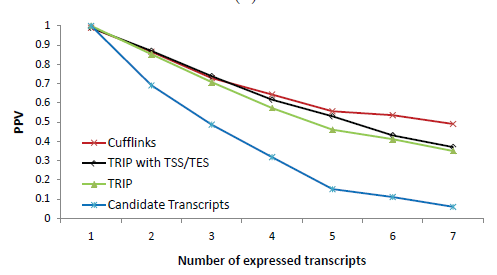 1
0.9
0.8
0.7
0.6
0.5
0.4
0.3
0.2
0.1
0
PPV
Cufflinks
TRIP with TSS/TES
TRIP
Candidate Transcripts
1 2 3 4 5 6 7
Number of expressed transcripts